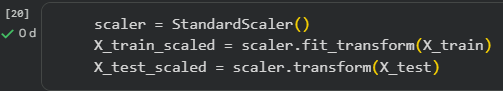 [20]
0 d
scaler = StandardScaler()
X_train_scaled = scaler.fit_transform(X_train)
X_test_scaled = scaler.transform(X_test)